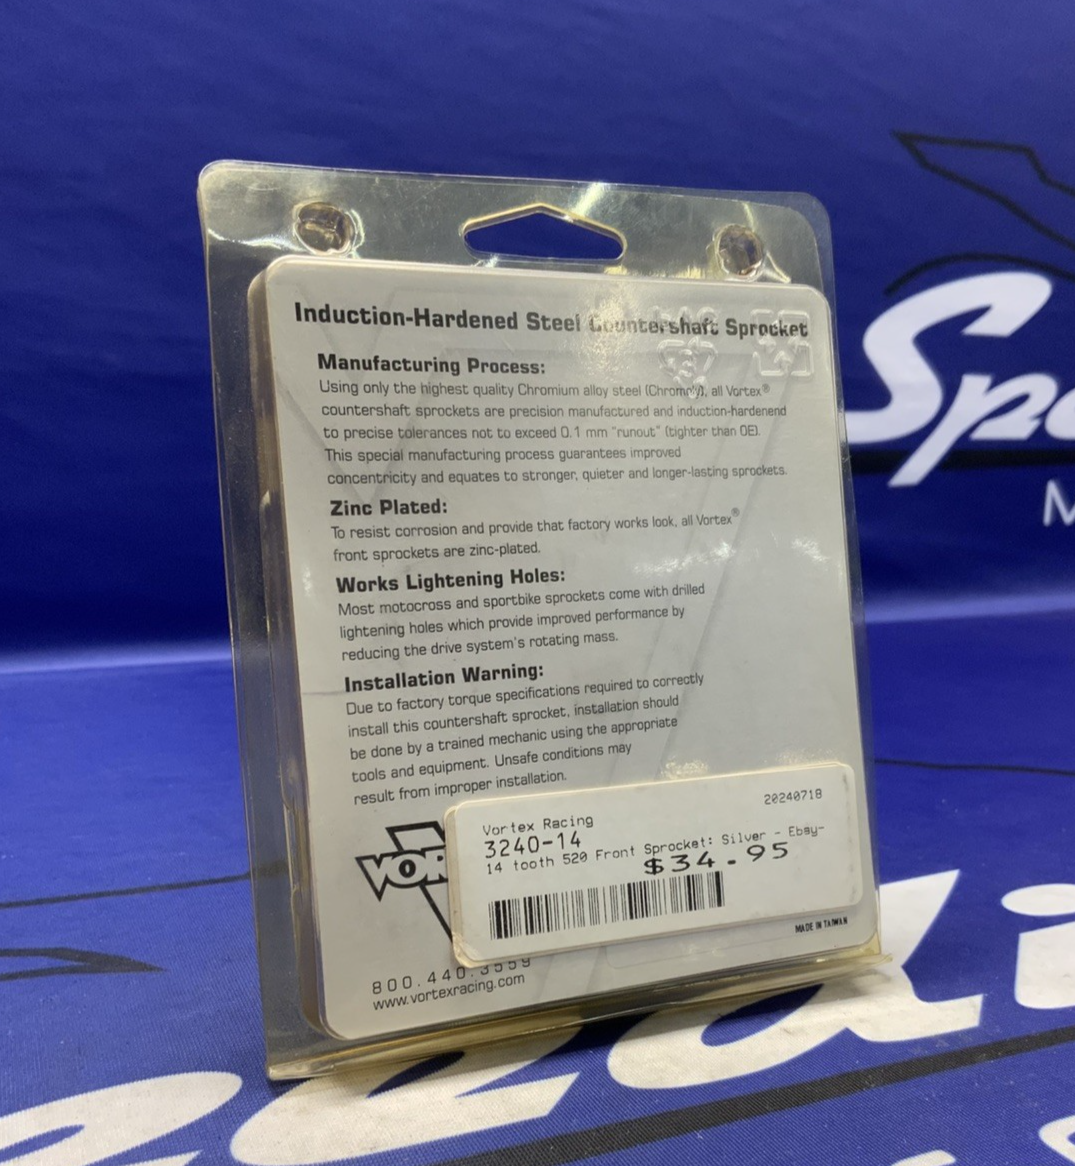 Induction-Hardened Steel Countershaft Sprocket
Manufacturing Process:
Using only the highest quality Chromium alloy steel (Chromoly), all Vortex®
countershaft sprockets are precision manufactured and induction-hardenend
to precise tolerances not to exceed 0.1 mm "runout" (tighter than OE).
This special manufacturing process guarantees improved
concentricity and equates to stronger, quieter and longer-lasting sprockets.
Zinc Plated:
To resist corrosion and provide that factory works look, all Vortex®
front sprockets are zinc-plated.
Works Lightening Holes:
Most motocross and sportbike sprockets come with drilled
lightening holes which provide improved performance by
reducing the drive system's rotating mass.
Installation Warning:
Due to factory torque specifications required to correctly
install this countershaft sprocket, installation should
be done by a trained mechanic using the appropriate
tools and equipment. Unsafe conditions may
result from improper installation.
20240718
Vortex Racing
3240-14
14 tooth 520 Front Sprocket: Silver - Ebay-
$34.95
VOR
MADE IN TAIWAN
800.440.3559
www.vortexracing.com